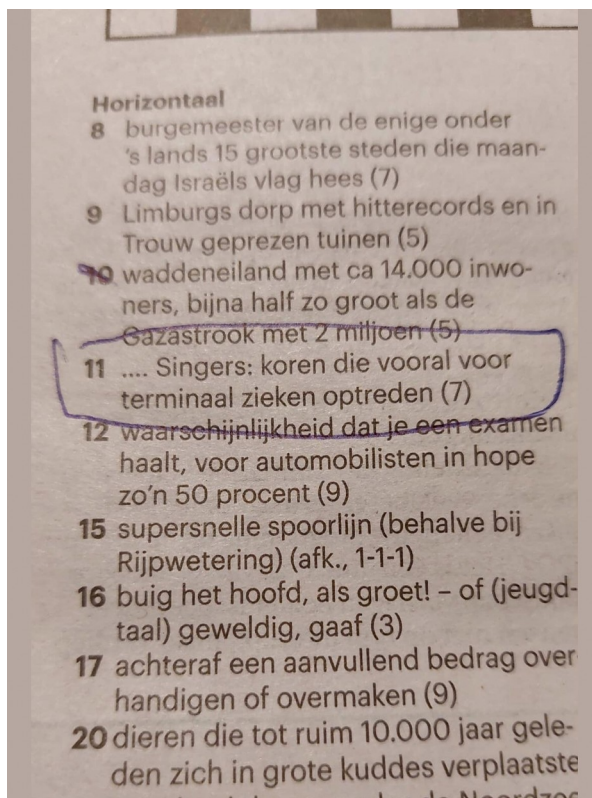 Horizontaal
8 burgemeester van de enige onder
's lands 15 grootste steden die maan-
dag Israëls vlag hees (7)
9 Limburgs dorp met hitterecords en in
Trouw geprezen tuinen (5)
10 waddeneiland met ca 14.000 inwo-
ners, bijna half zo groot als de
Gazastrook met 2 miljoen (5)
11 .... Singers: koren die vooral voor
terminaal zieken optreden (7)
12 waarschijnlijkheid dat je een examen
haalt, voor automobilisten in hope
zo'n 50 procent (9)
15 supersnelle spoorlijn (behalve bij
Rijpwetering) (afk., 1-1-1)
16 buig het hoofd, als groet! – of (jeugd-
taal) geweldig, gaaf (3)
17 achteraf een aanvullend bedrag over
handigen of overmaken (9)
20 dieren die tot ruim 10.000 jaar gele-
den zich in grote kuddes verplaatste